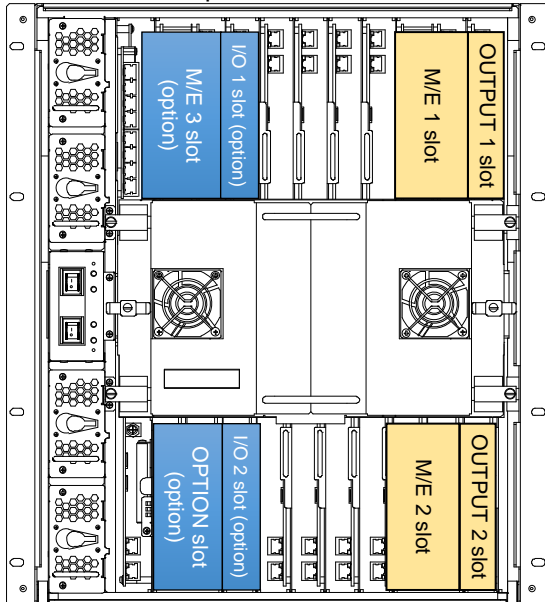 M/E 3 slot
(option)
I/O 1 slot (option)
M/E 1 slot
OUTPUT 1 slot
OPTION slot
(option)
I/O 2 slot (option)
M/E 2 slot
OUTPUT 2 slot